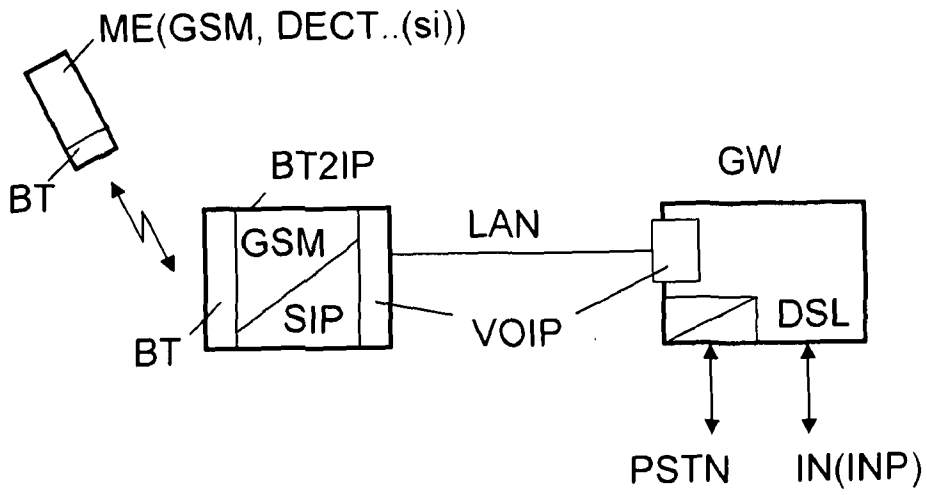 ME(GSM, DECT..(si))
BT
BT2IP
GW
GSM
LAN
SIP
VOIP
DSL
BT
PSTN
IN(INP)